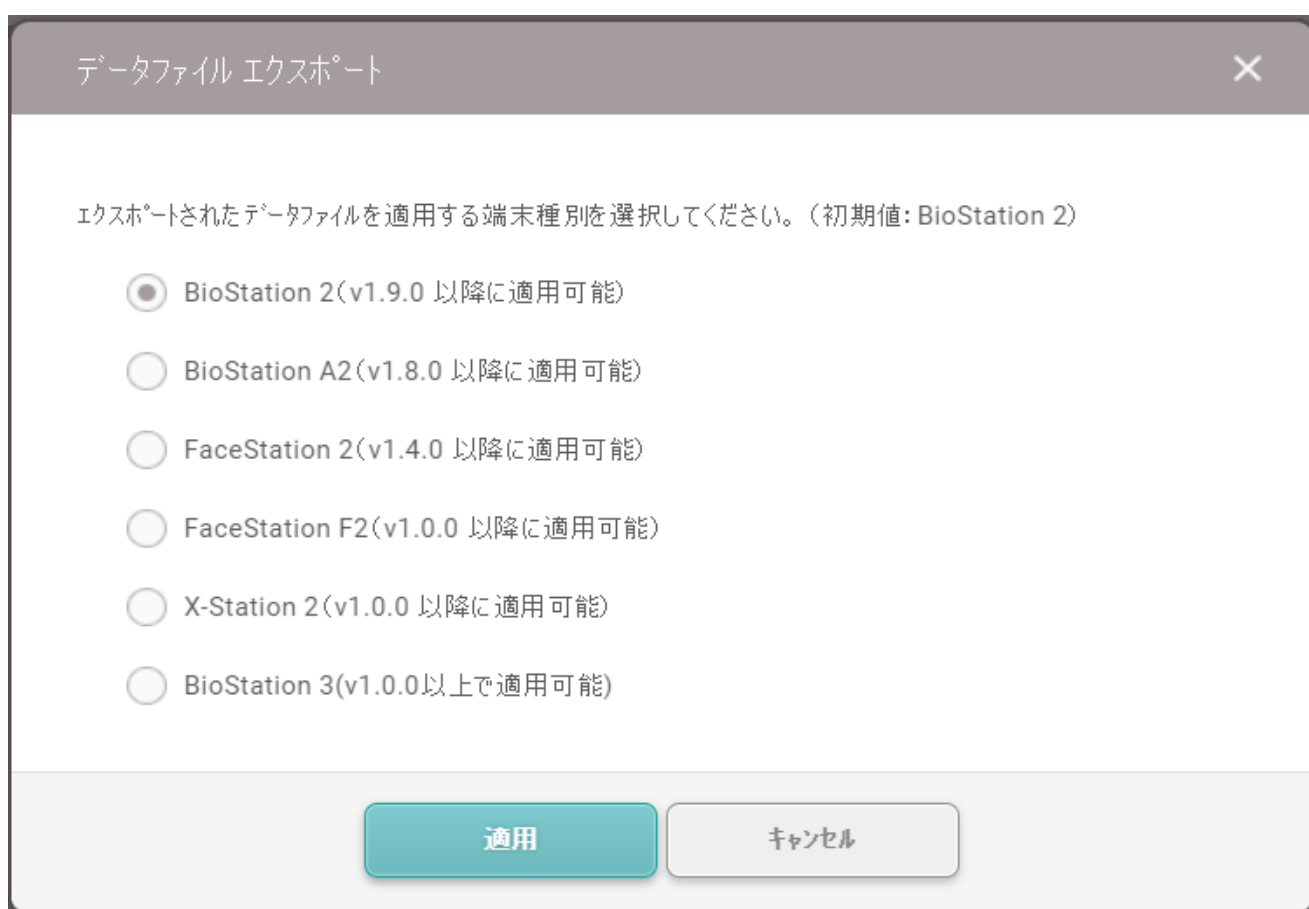 データファイル エクスポート
エクスポートされたデータファイルを適用する端末種別を選択してください。（初期値: BioStation 2）
BioStation 2（v1.9.0 以降に適用可能）
BioStation A2（v1.8.0 以降に適用可能）
FaceStation 2（v1.4.0 以降に適用可能）
FaceStation F2（v1.0.0 以降に適用可能）
X-Station 2（v1.0.0 以降に適用可能）
BioStation 3(v1.0.0以上で適用可能)
適用
キャンセル